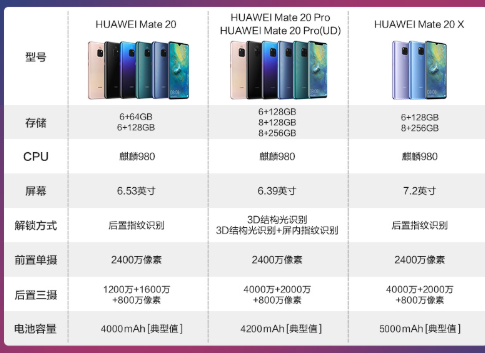 型号
HUAWEI Mate 20
HUAWEI Mate 20 Pro
HUAWEI Mate 20 Pro(UD)
HUAWEI Mate 20 X
存储
6+64GB
6+128GB
6+128GB
8+128GB
8+256GB
6+128GB
8+256GB
CPU
麒麟980
麒麟980
麒麟980
屏幕
6.53英寸
6.39英寸
7.2英寸
解锁方式
后置指纹识别
3D结构光识别
3D结构光识别+屏内指纹识别
后置指纹识别
前置单摄
2400万像素
2400万像素
2400万像素
后置三摄
1200万+1600万
+800万像素
4000万+2000万
+800万像素
4000万+2000万
+800万像素
电池容量
4000mAh[典型值]
4200mAh[典型值]
5000mAh[典型值]